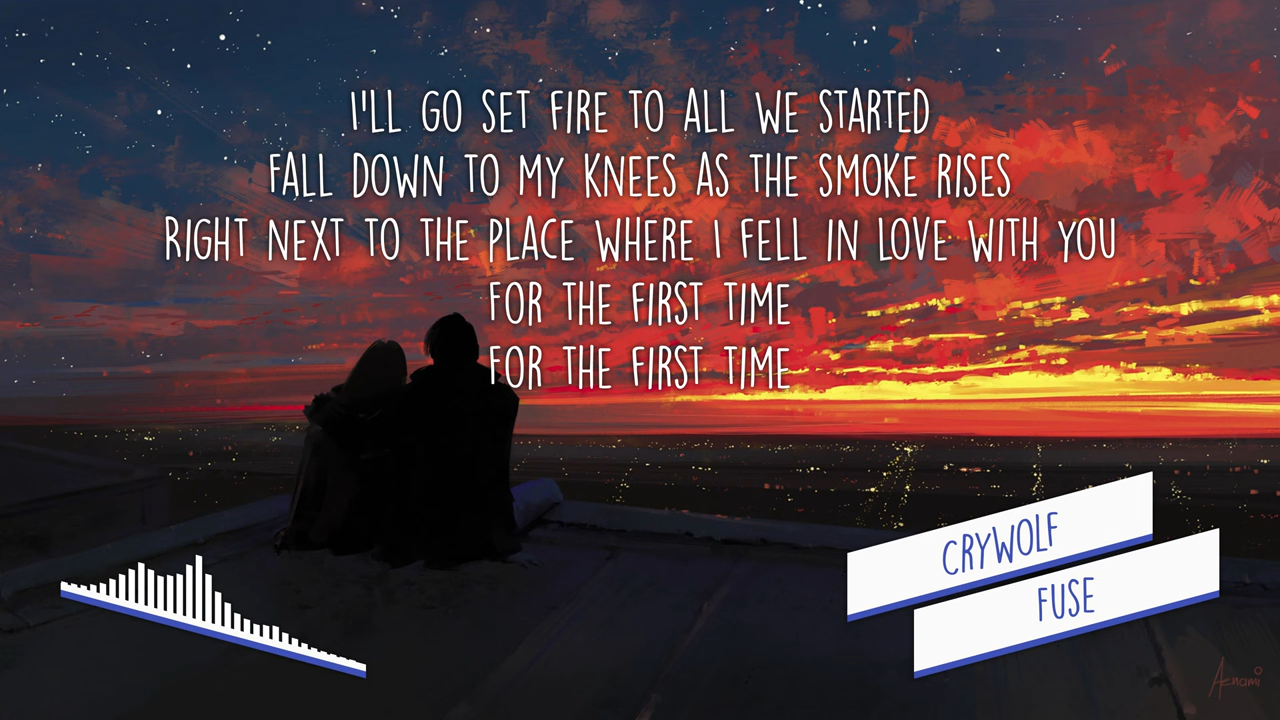 I'LL GO SET FIRE TO ALL WE STARTED
FALL DOWN TO MY KNEES AS THE SMOKE RISES
RIGHT NEXT TO THE PLACE WHERE I FELL IN LOVE WITH YOU
FOR THE FIRST TIME
FOR THE FIRST TIME
CRYWOLF
FUSE
Aenami